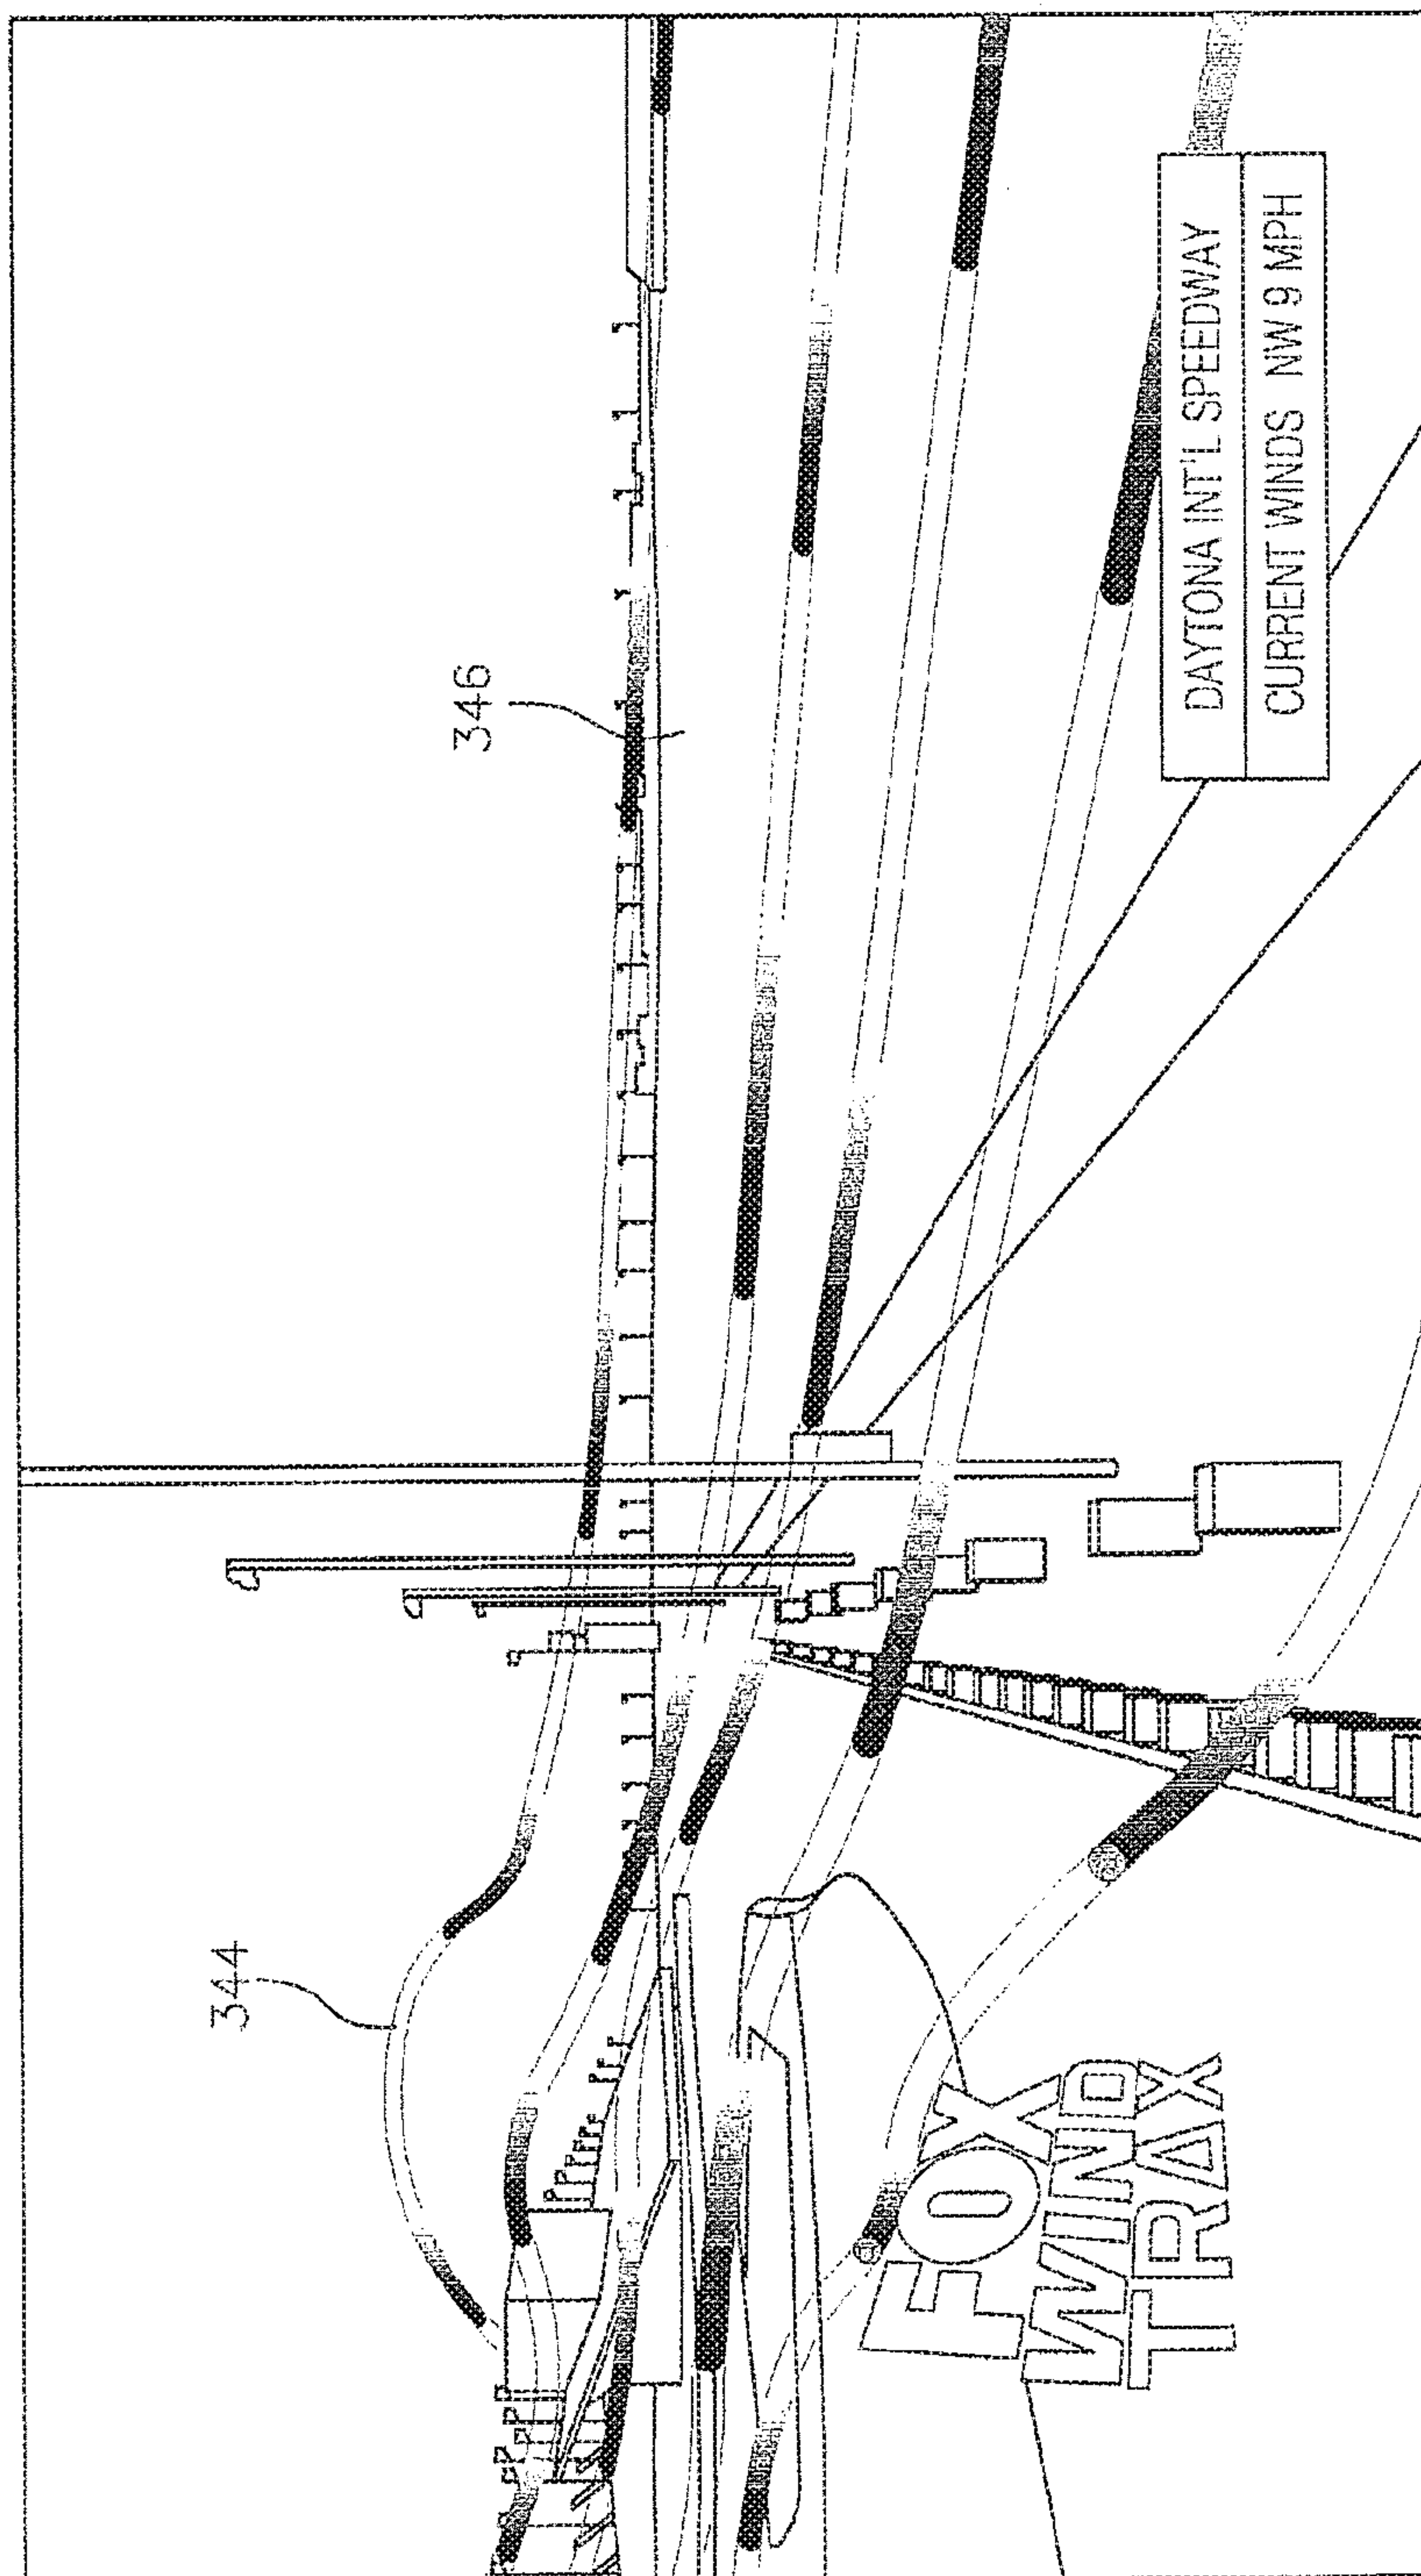 344
346
FOX
WIND
TRAX
DAYTONA INT'L SPEEDWAY
CURRENT WINDS NW 9 MPH